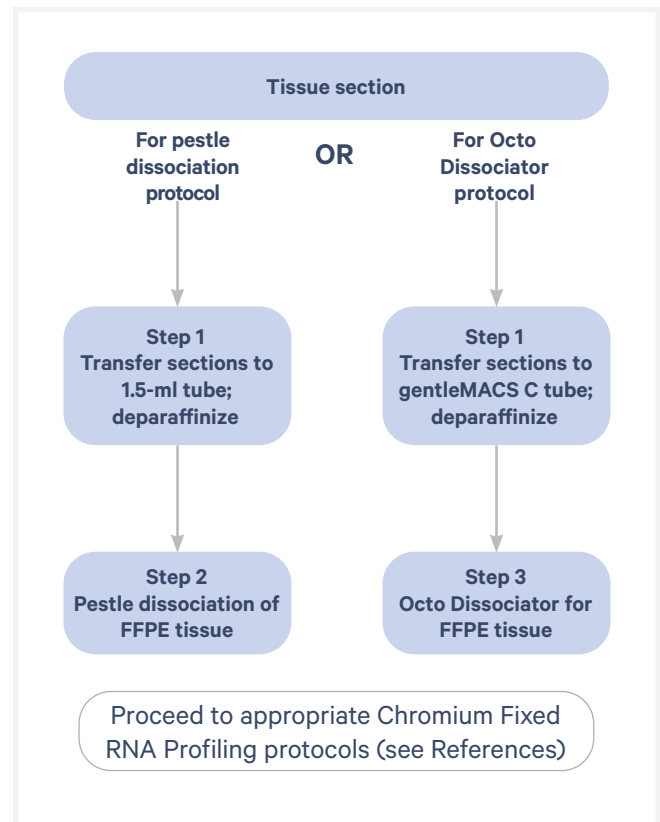 Tissue section
For pestle
dissociation
protocol
OR
For Octo
Dissociator
protocol
Step 1
Transfer sections to
1.5-ml tube;
deparaffinize
Step 1
Transfer sections to
gentleMACS C tube;
deparaffinize
Step 2
Pestle dissociation of
FFPE tissue
Step 3
Octo Dissociator for
FFPE tissue
Proceed to appropriate Chromium Fixed
RNA Profiling protocols (see References)